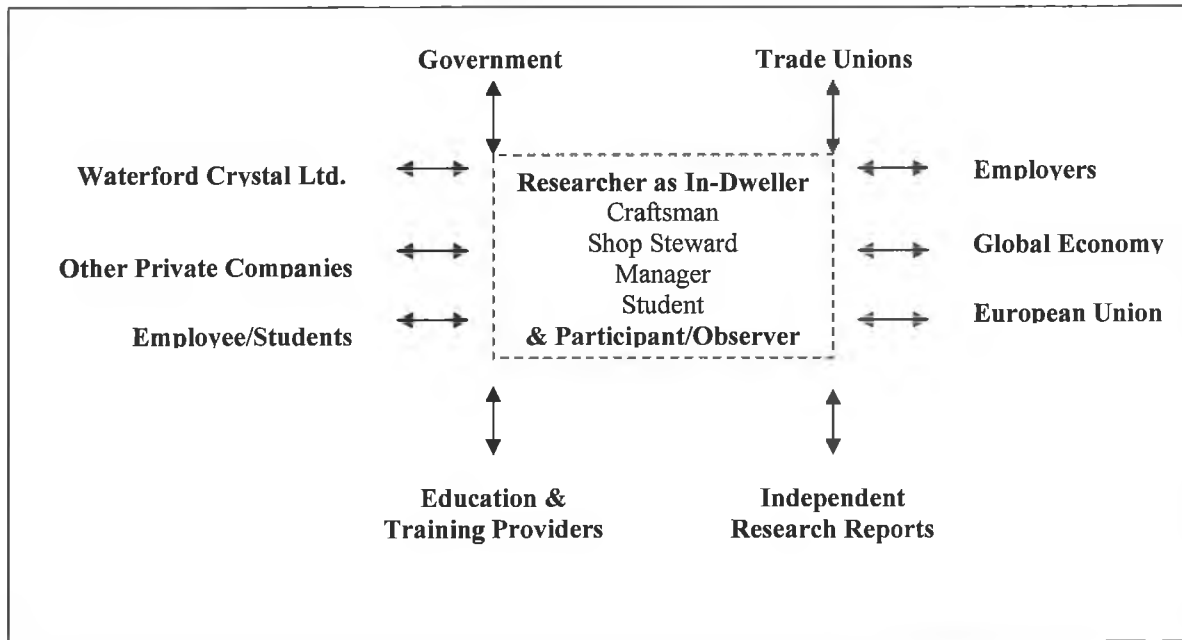 Government
Trade Unions
Waterford Crystal Ltd.
Other Private Companies
Employee/Students
Researcher as In-Dweller
Craftsman
Shop Steward
Manager
Student
& Participant/Observer
Employers
Global Economy
European Union
Education &
Training Providers
Independent
Research Reports